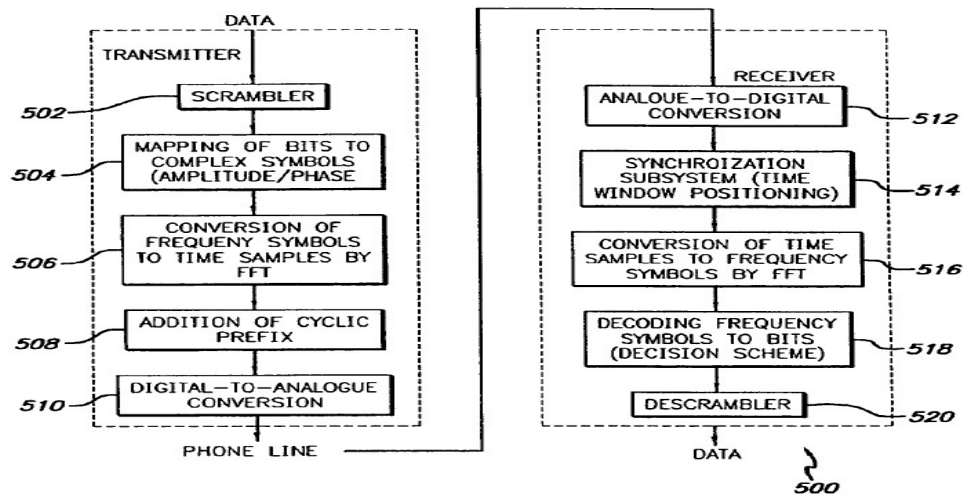 DATA
TRANSMITTER
SCRAMBLER
502
MAPPING OF BITS TO
COMPLEX SYMBOLS
(AMPLITUDE/PHASE
504
CONVERSION OF
FREQUENY SYMBOLS
TO TIME SAMPLES BY
FFT
506
ADDITION OF CYCLIC
PREFIX
508
DIGITAL-TO-ANALOGUE
CONVERSION
510
PHONE LINE
RECEIVER
ANALOUE-TO-DIGITAL
CONVERSION
512
SYNCHROIZATION
SUBSYSTEM (TIME
WINDOW POSITIONING)
514
CONVERSION OF TIME
SAMPLES TO FREQUENCY
SYMBOLS BY FFT
516
DECODING FREQUENCY
SYMBOLS TO BITS
(DECISION SCHEME)
518
DESCRAMBLER
520
DATA
500